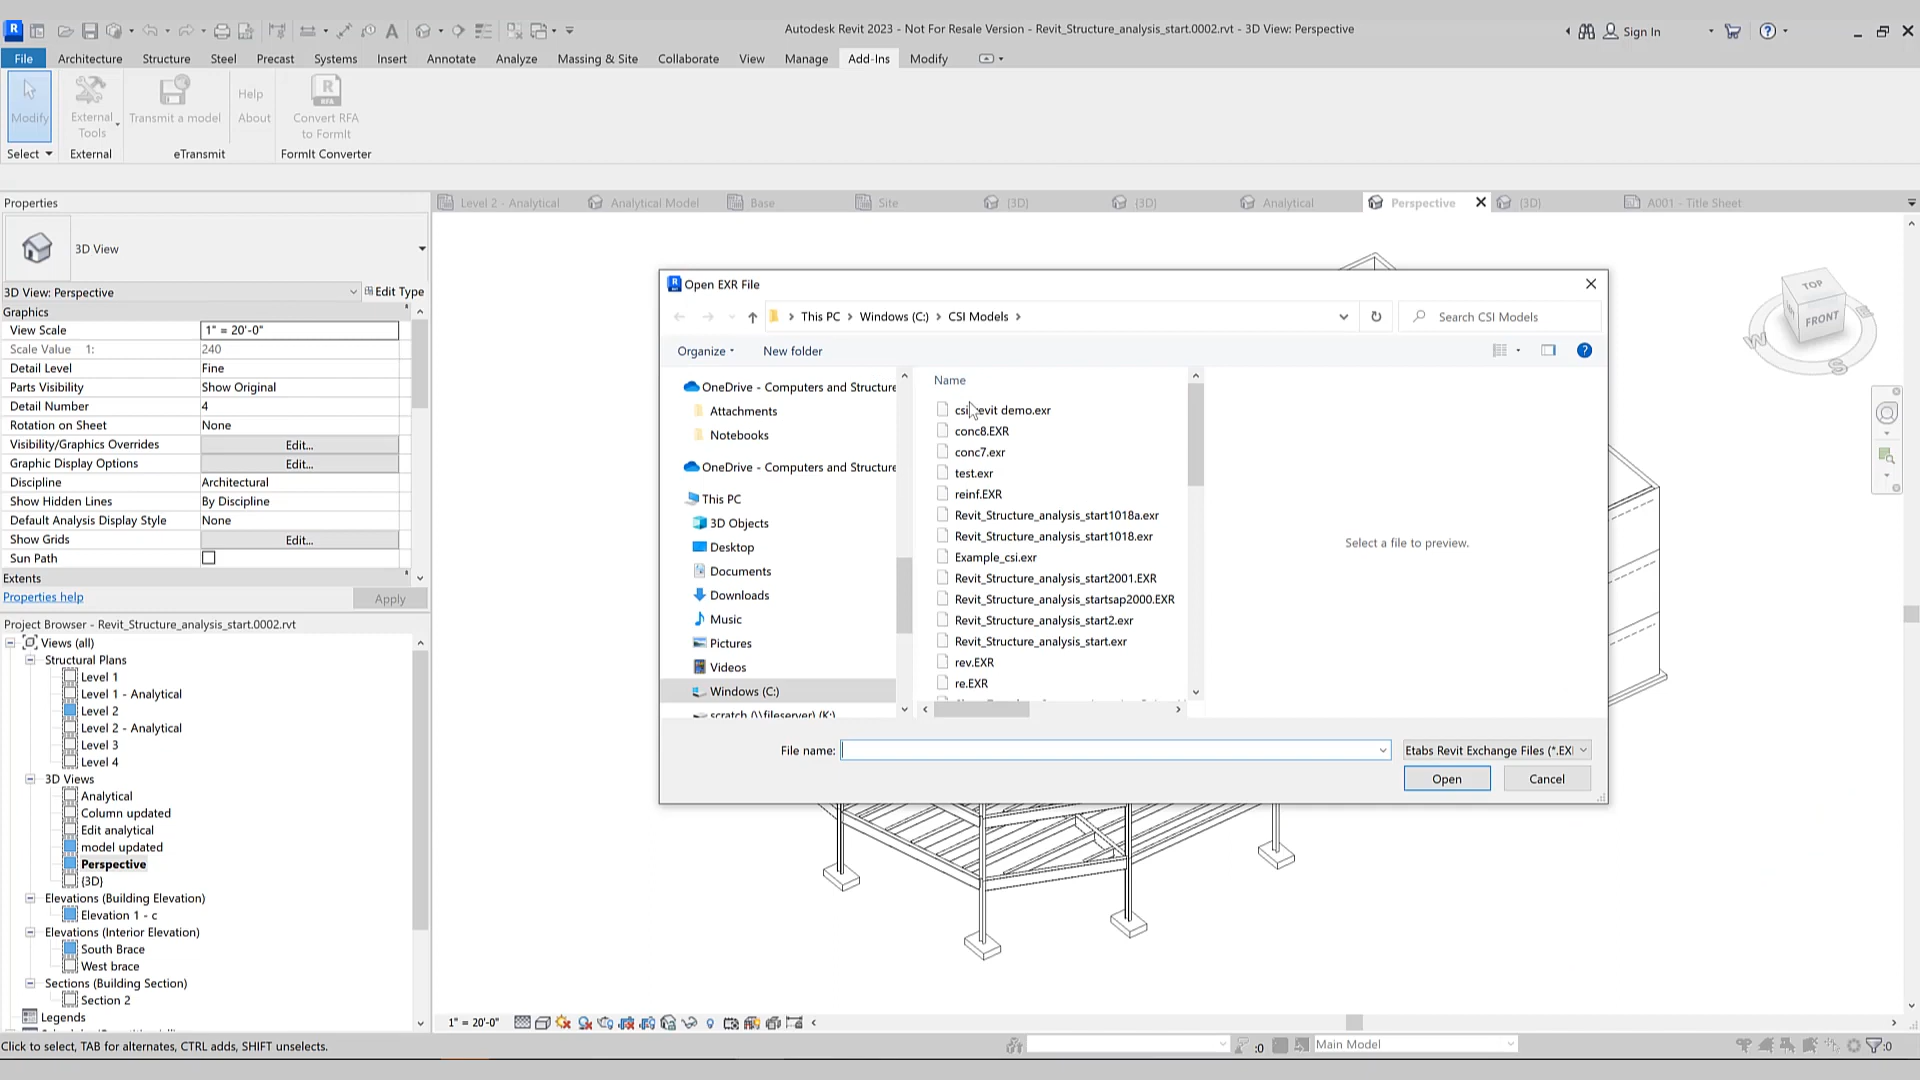 Autodesk Revit 2023 - Not For Resale Version - Revit_Structure_analysis_start.0002.rvt - 3D View: Perspective
Sign In
File Architecture Structure Steel Precast Systems Insert Annotate Analyze Massing & Site Collaborate View Manage Add-Ins Modify
Modify
External Tools
Transmit a model
Help
About
Convert RFA to FormIt
Select External eTransmit FormIt Converter
Properties
Level 2 - Analytical Analytical Model Base Site {3D} {3D} Analytical Perspective {3D} A001 - Title Sheet
3D View
3D View: Perspective Edit Type
Graphics
View Scale 1" = 20'-0"
Scale Value 1: 240
Detail Level Fine
Parts Visibility Show Original
Detail Number 4
Rotation on Sheet None
Visibility/Graphics Overrides Edit...
Graphic Display Options Edit...
Discipline Architectural
Show Hidden Lines By Discipline
Default Analysis Display Style None
Show Grids Edit...
Sun Path
Extents
Properties help Apply
Project Browser - Revit_Structure_analysis_start.0002.rvt
Views (all)
Structural Plans
Level 1
Level 1 - Analytical
Level 2
Level 2 - Analytical
Level 3
Level 4
3D Views
Analytical
Column updated
Edit analytical
model updated
Perspective
{3D}
Elevations (Building Elevation)
Elevation 1 - c
Elevations (Interior Elevation)
South Brace
West brace
Sections (Building Section)
Section 2
Legends
Open EXR File
This PC > Windows (C:) > CSI Models >
Search CSI Models
Organize New folder
OneDrive - Computers and Structure
Attachments
Notebooks
OneDrive - Computers and Structure
This PC
3D Objects
Desktop
Documents
Downloads
Music
Pictures
Videos
Windows (C:)
scratch (\\fileserver) (K:)
Name
revit demo.exr
conc8.EXR
conc7.exr
test.exr
reinf.EXR
Revit_Structure_analysis_start1018a.exr
Revit_Structure_analysis_start1018.exr
Example_csi.exr
Revit_Structure_analysis_start2001.EXR
Revit_Structure_analysis_startsap2000.EXR
Revit_Structure_analysis_start2.exr
Revit_Structure_analysis_start.exr
rev.EXR
re.EXR
Select a file to preview.
File name:
Etabs Revit Exchange Files (*.EX
Open Cancel
TOP
FRONT
W
S
E
1" = 20'-0"
Click to select, TAB for alternates, CTRL adds, SHIFT unselects.
:0
Main Model
:0